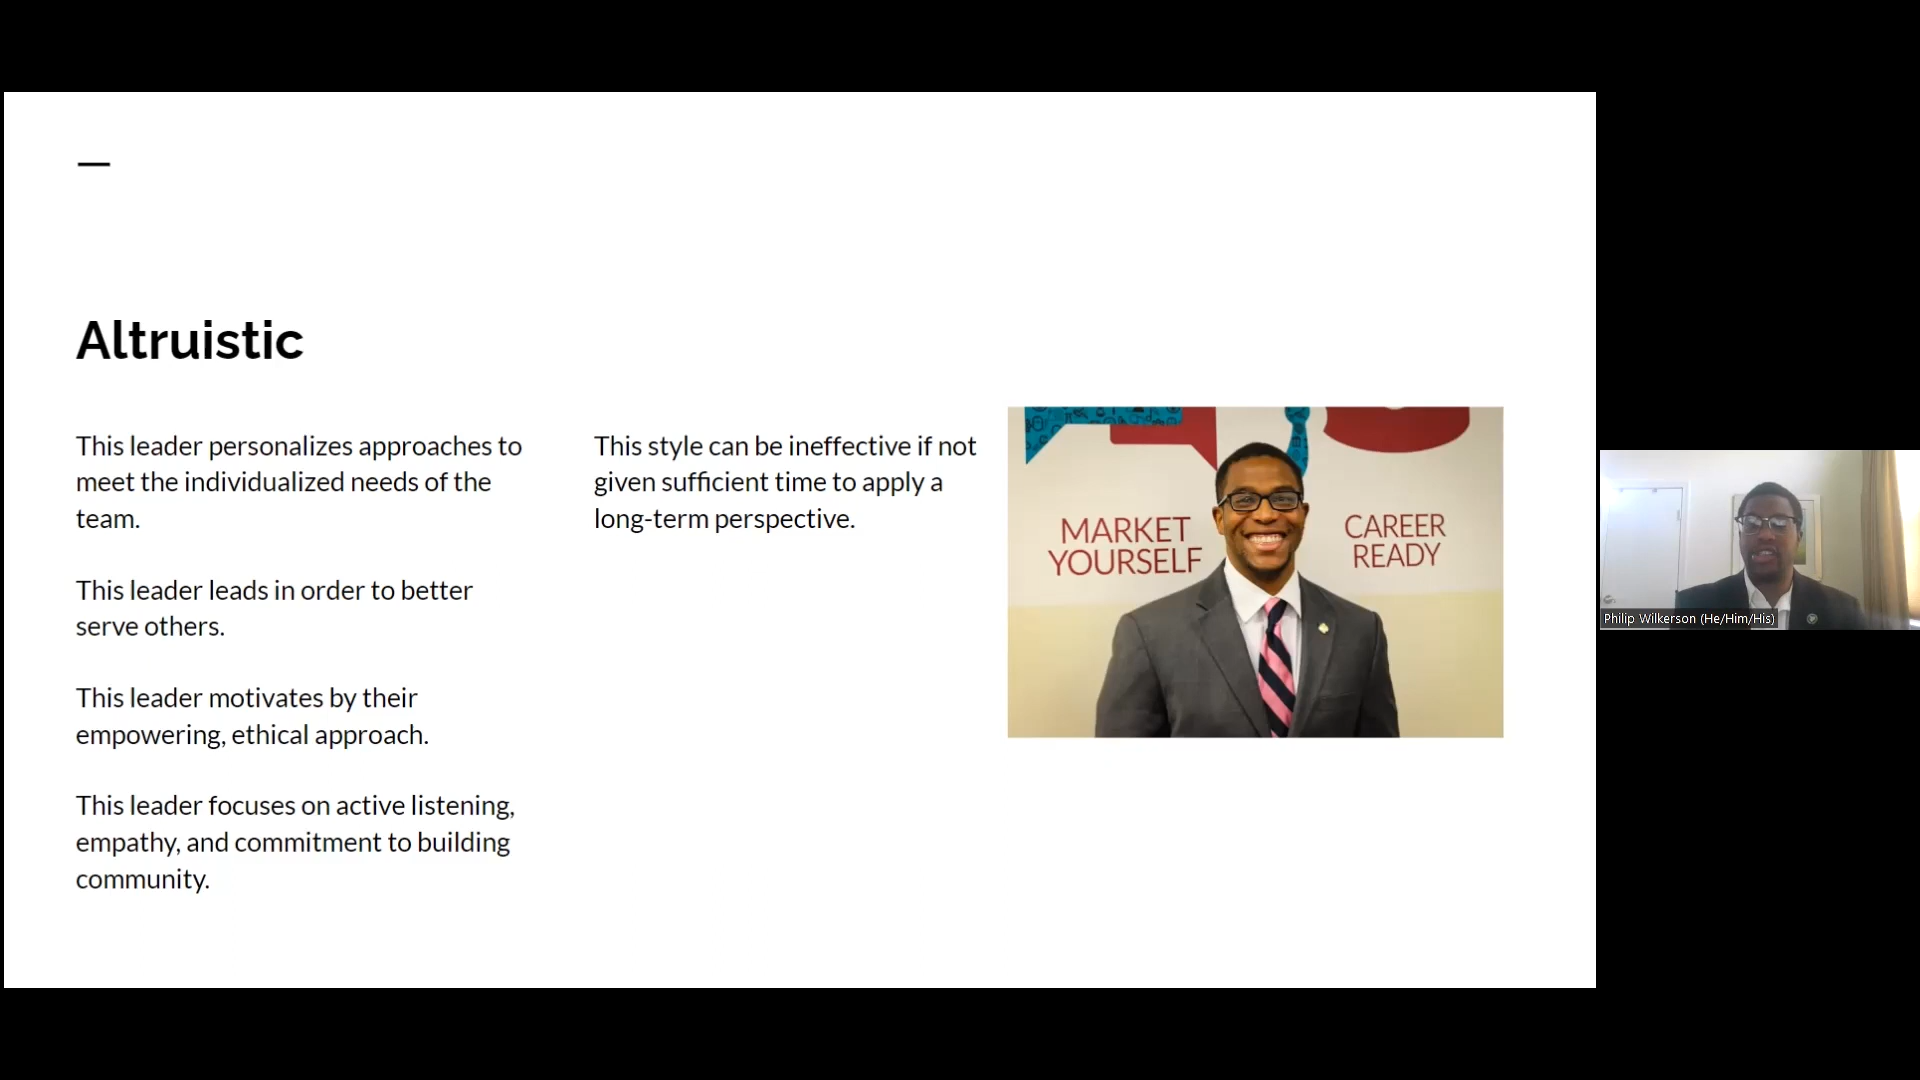 Altruistic
This leader personalizes approaches to
meet the individualized needs of the
team.
This leader leads in order to better
serve others.
This leader motivates by their
empowering, ethical approach.
This leader focuses on active listening,
empathy, and commitment to building
community.
This style can be ineffective if not
given sufficient time to apply a
long-term perspective.
MARKET
YOURSELF
CAREER
READY
Philip Wilkerson (He/Him/His)